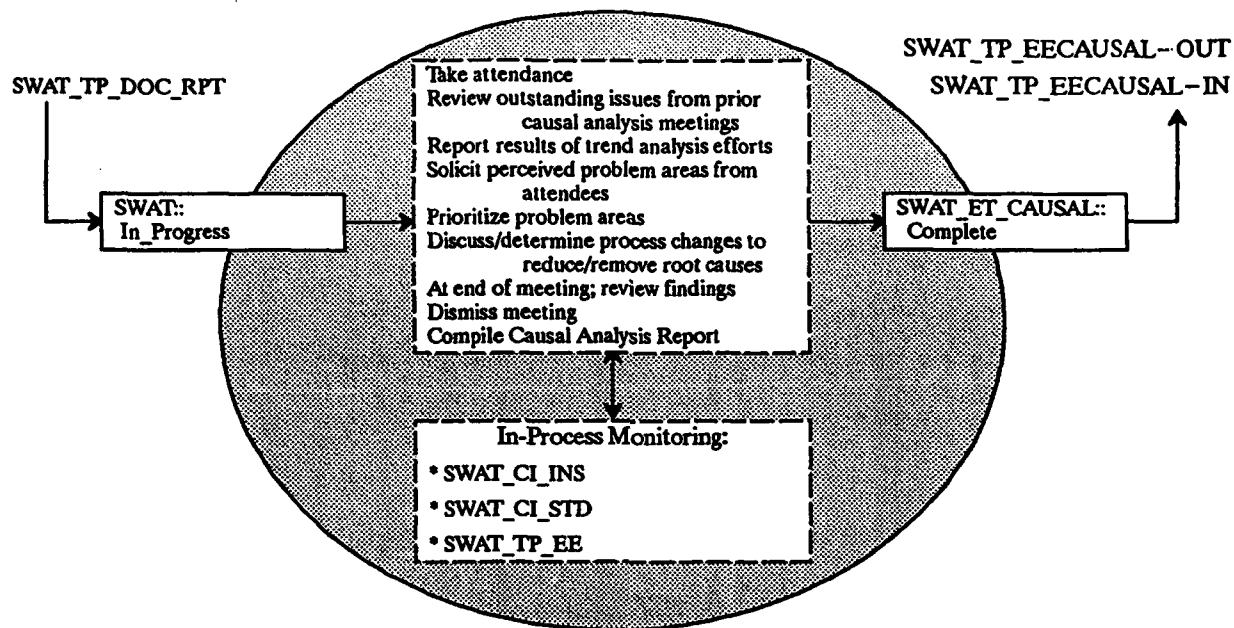 SWAT_TP_DOC_RPT
SWAT::
In_Progress
Take attendance
Review outstanding issues from prior
causal analysis meetings
Report results of trend analysis efforts
Solicit perceived problem areas from
attendees
Prioritize problem areas
Discuss/determine process changes to
reduce/remove root causes
At end of meeting; review findings
Dismiss meeting
Compile Causal Analysis Report
In-Process Monitoring:
* SWAT_CI_INS
* SWAT_CI_STD
* SWAT_TP_EE
SWAT_ET_CAUSAL::
Complete
SWAT_TP_EECAUSAL-OUT
SWAT_TP_EECAUSAL-IN